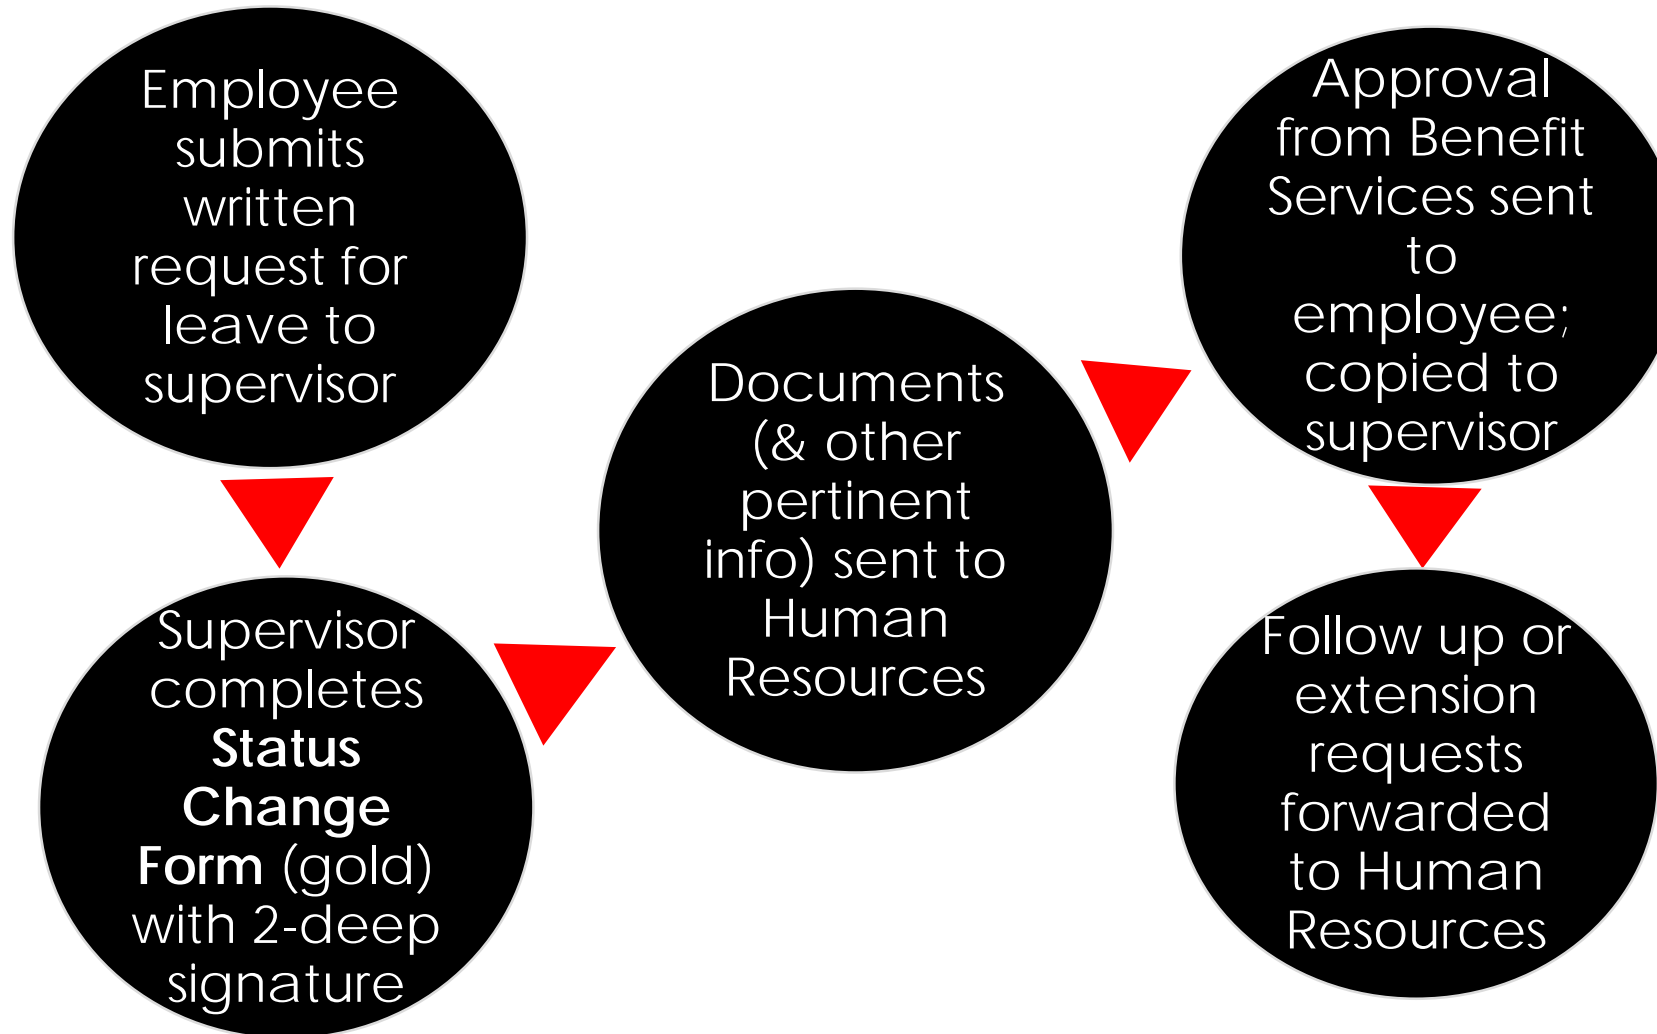 Employee
submits
written
request for
leave to
supervisor
Supervisor
completes
Status
Change
Form (gold)
with 2-deep
signature
Documents
(& other
pertinent
info) sent to
Human
Resources
Approval
from Benefit
Services sent
to
employee;
copied to
supervisor
Follow up or
extension
requests
forwarded
to Human
Resources